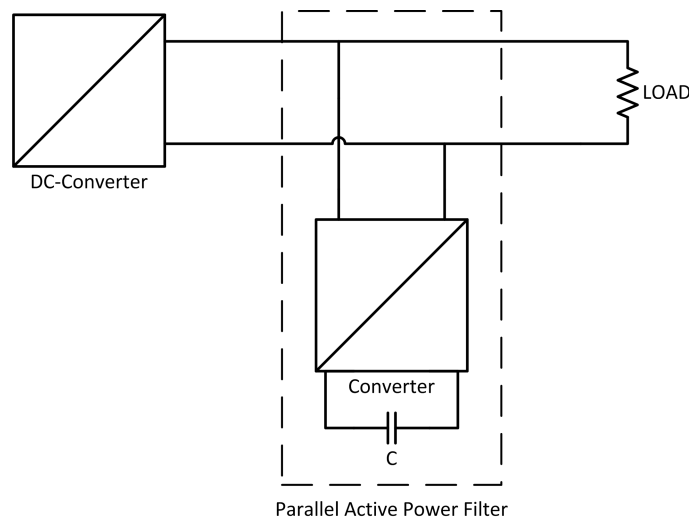 LOAD
DC-Converter
Converter
C
Parallel Active Power Filter